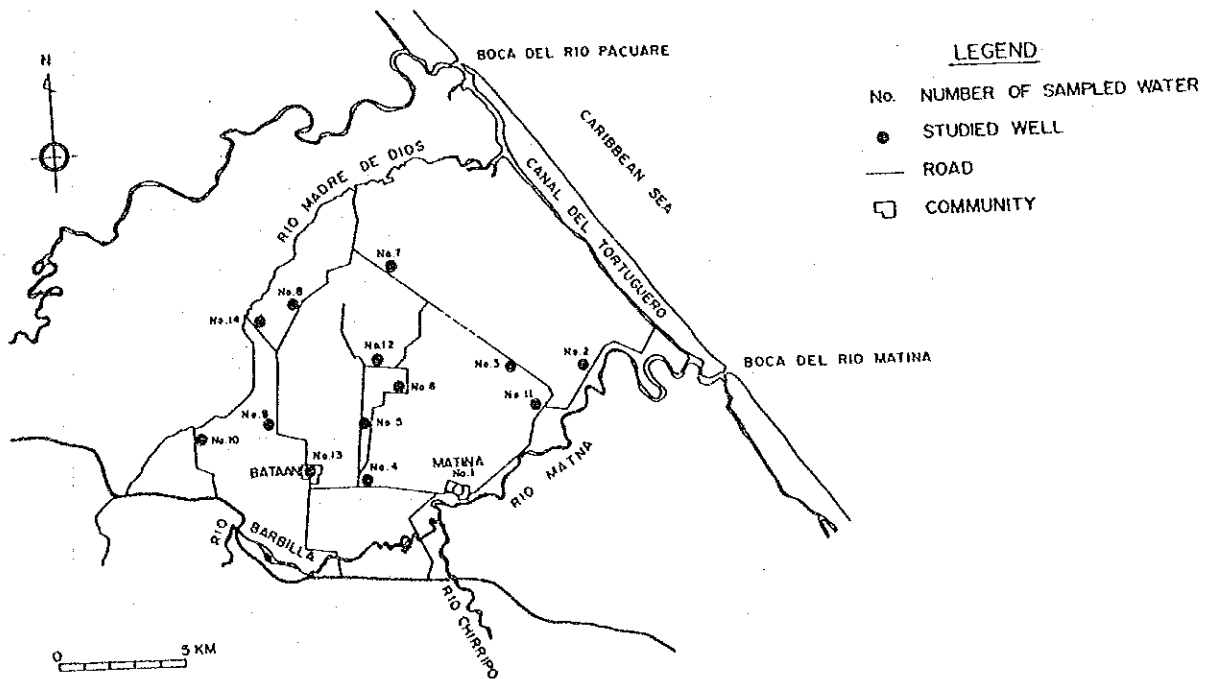 N
BOCA DEL RIO PACUARE
CARIBBEAN SEA
CANAL DEL TORTUGUERO
RIO MADRE DE DIOS
No.7
No.8
No.14
No.12
No.6
No.3
No.2
No.11
BOCA DEL RIO MATINA
No.9
No.5
No.10
BATAAN
No.13
No.4
MATINA
No.1
RIO MATNA
RIO BARBILLA
RIO CHIRRIPO
0 5 KM
LEGEND
No. NUMBER OF SAMPLED WATER
STUDIED WELL
ROAD
COMMUNITY